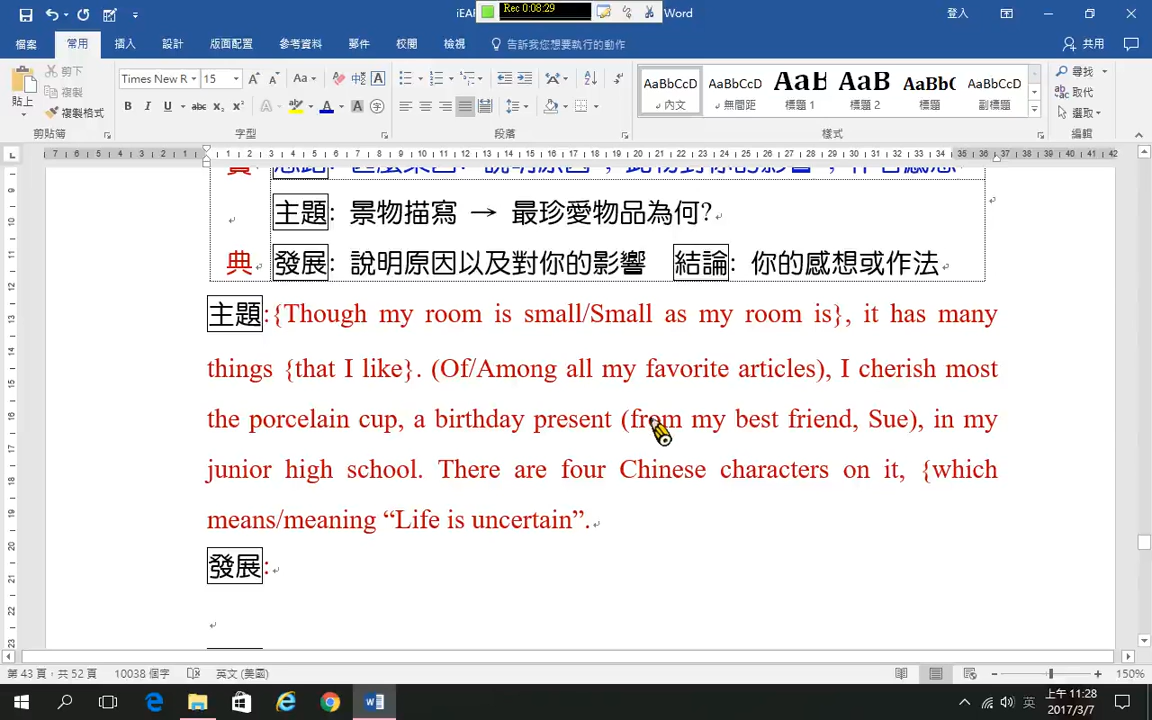 iEAF
Rec 0:08:29
Word
登入
檔案
常用
插入
設計
版面配置
參考資料
郵件
校閱
檢視
告訴我您想要執行的動作
共用
貼上
剪下
複製
複製格式
剪貼簿
Times New R
15
字型
段落
AaBbCcD AaBbCcD AaB AaB AaBb( AaBbCcD
內文 無間距 標題 1 標題 2 標題 副標題
樣式
尋找
取代
選取
編輯
主題: 景物描寫 → 最珍愛物品為何?
典 發展: 說明原因以及對你的影響 結論: 你的感想或作法
主題:{Though my room is small/Small as my room is}, it has many
things {that I like}. (Of/Among all my favorite articles), I cherish most
the porcelain cup, a birthday present (from my best friend, Sue), in my
junior high school. There are four Chinese characters on it, {which
means/meaning “Life is uncertain”.
發展:
第 43 頁，共 52 頁 10038 個字 英文 (美國) 150%
上午 11:28
英
2017/3/7